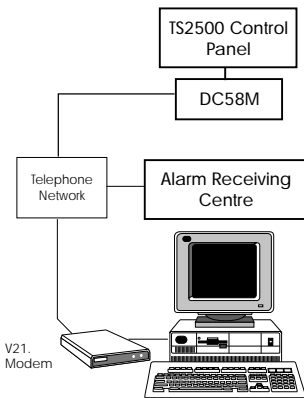 TS2500 Control
Panel
DC58M
Telephone
Network
Alarm Receiving
Centre
V21.
Modem